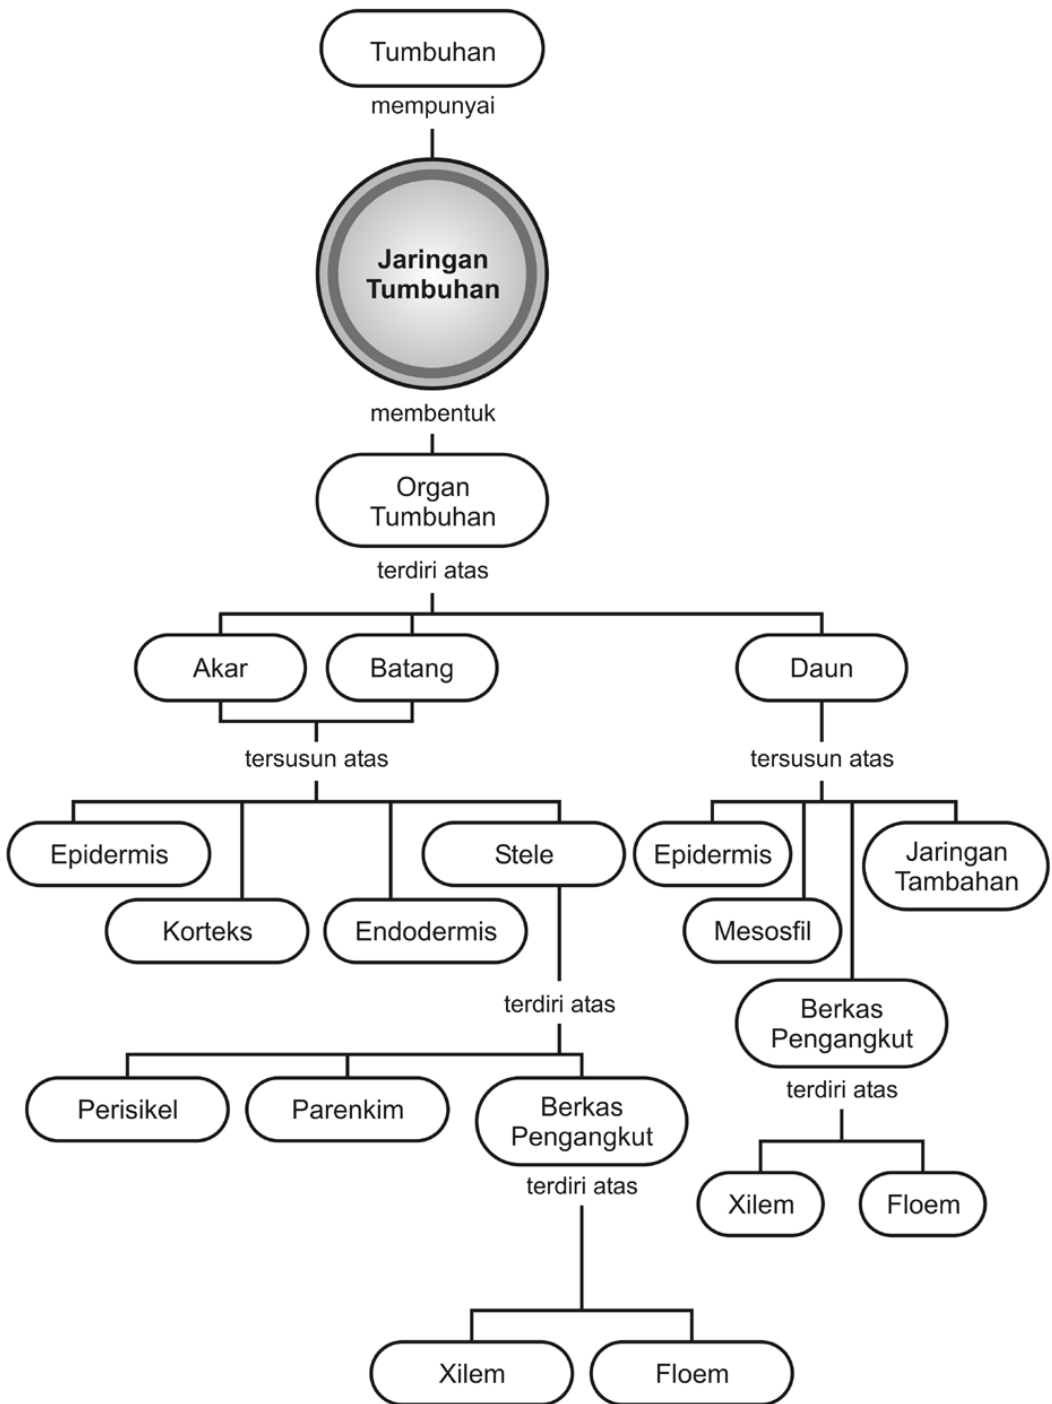 Tumbuhan
mempunyai
Jaringan
Tumbuhan
membentuk
Organ
Tumbuhan
terdiri atas
Akar
Batang
Daun
tersusun atas
tersusun atas
Epidermis
Stele
Epidermis
Jaringan
Tambahan
Korteks
Endodermis
Mesosfil
terdiri atas
Berkas
Pengangkut
terdiri atas
Perisikel
Parenkim
Berkas
Pengangkut
terdiri atas
Xilem
Floem
Xilem
Floem